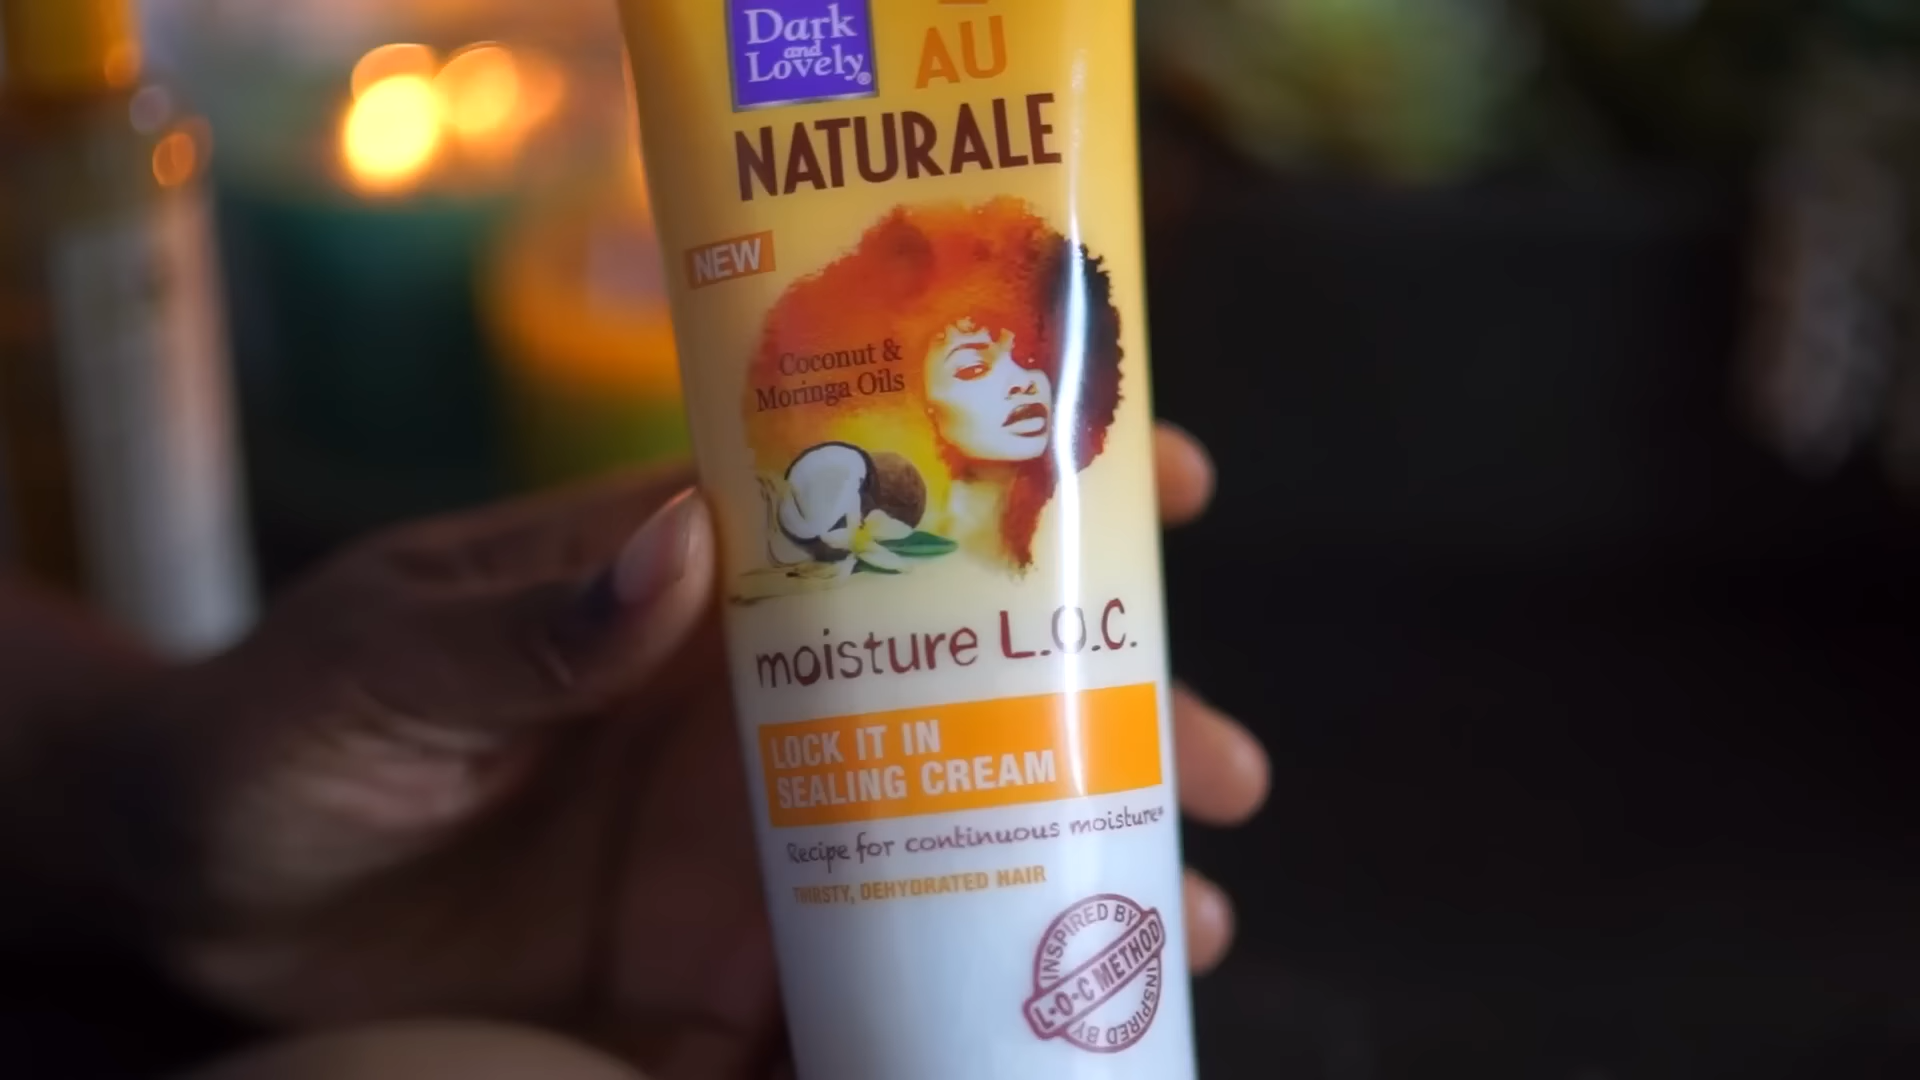 Dark
and
Lovely®
AU
NATURALE
NEW
Coconut &
Moringa Oils
moisture L.O.C.
LOCK IT IN
SEALING CREAM
Recipe for continuous moisture*
THIRSTY, DEHYDRATED HAIR
INSPIRED BY
L-O-C METHOD
INSPIRED BY